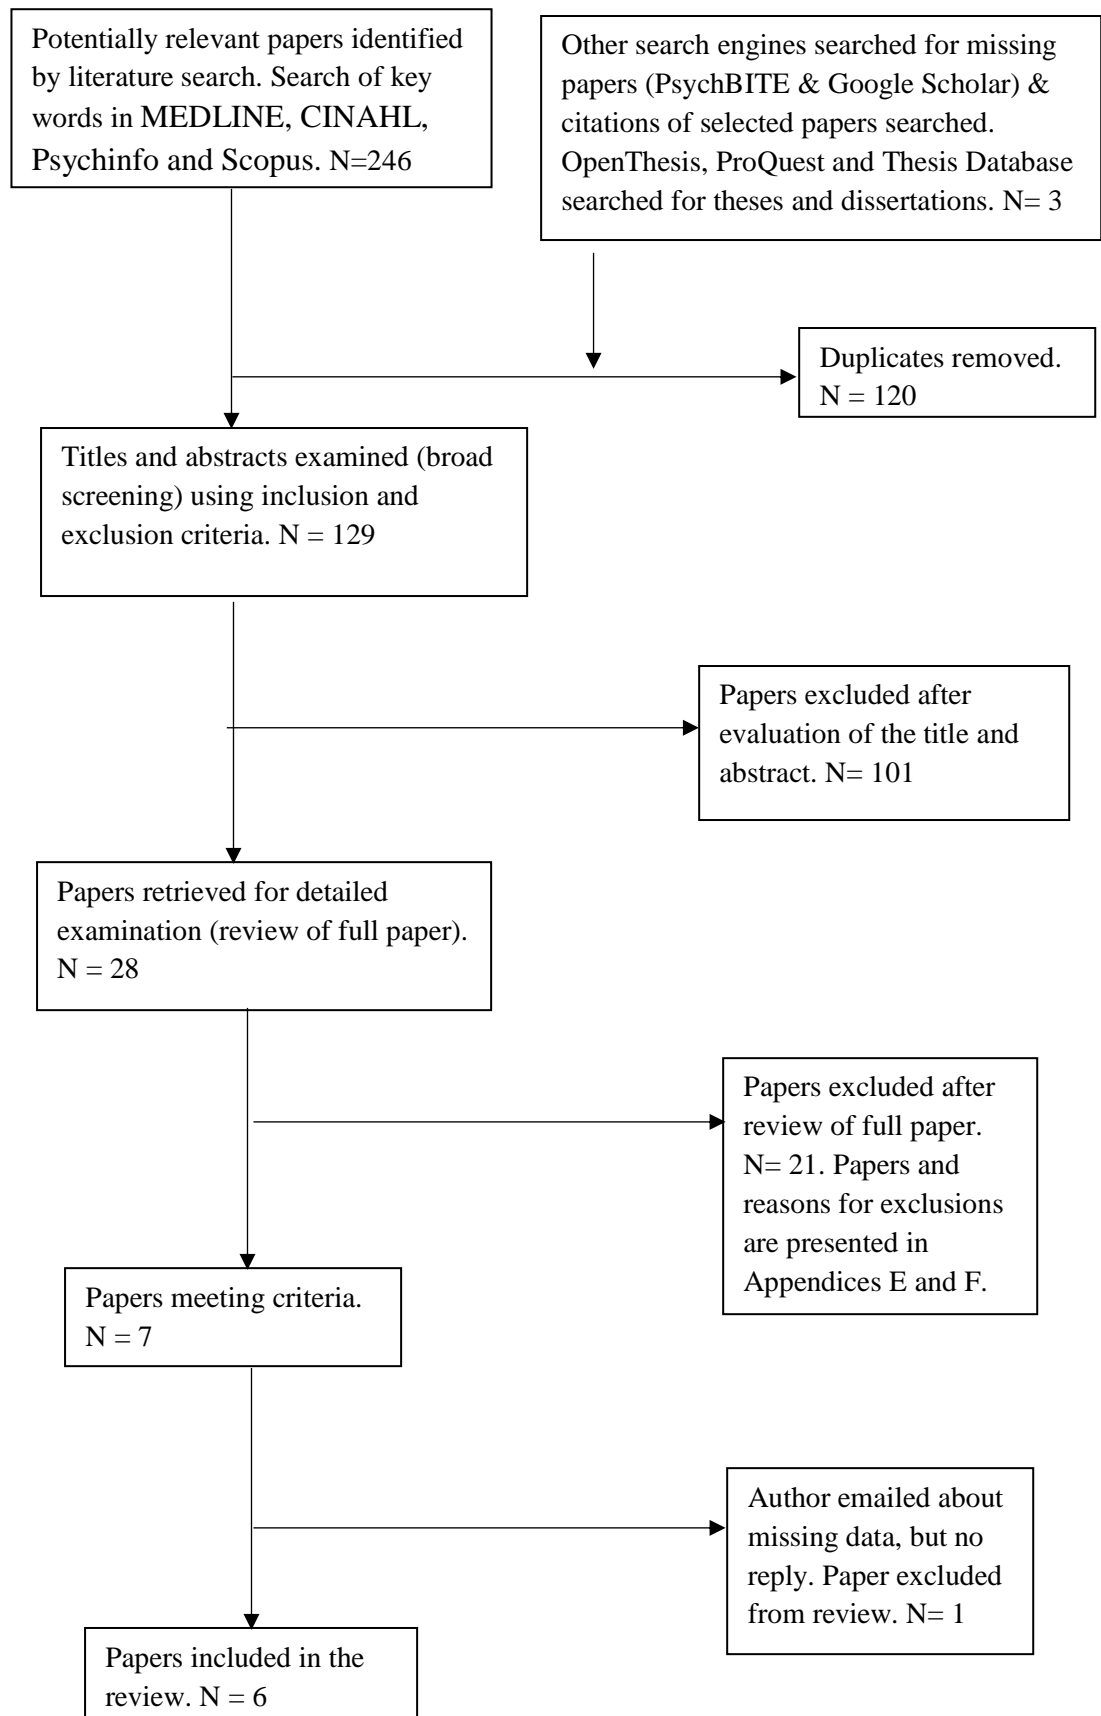 Potentially relevant papers identified
by literature search. Search of key
words in MEDLINE, CINAHL,
Psychinfo and Scopus. N=246
Other search engines searched for missing
papers (PsychBITE & Google Scholar) &
citations of selected papers searched.
OpenThesis, ProQuest and Thesis Database
searched for theses and dissertations. N= 3
Duplicates removed.
N = 120
Titles and abstracts examined (broad
screening) using inclusion and
exclusion criteria. N = 129
Papers excluded after
evaluation of the title and
abstract. N= 101
Papers retrieved for detailed
examination (review of full paper).
N = 28
Papers excluded after
review of full paper.
N= 21. Papers and
reasons for exclusions
are presented in
Appendices E and F.
Papers meeting criteria.
N = 7
Author emailed about
missing data, but no
reply. Paper excluded
from review. N= 1
Papers included in the
review. N = 6